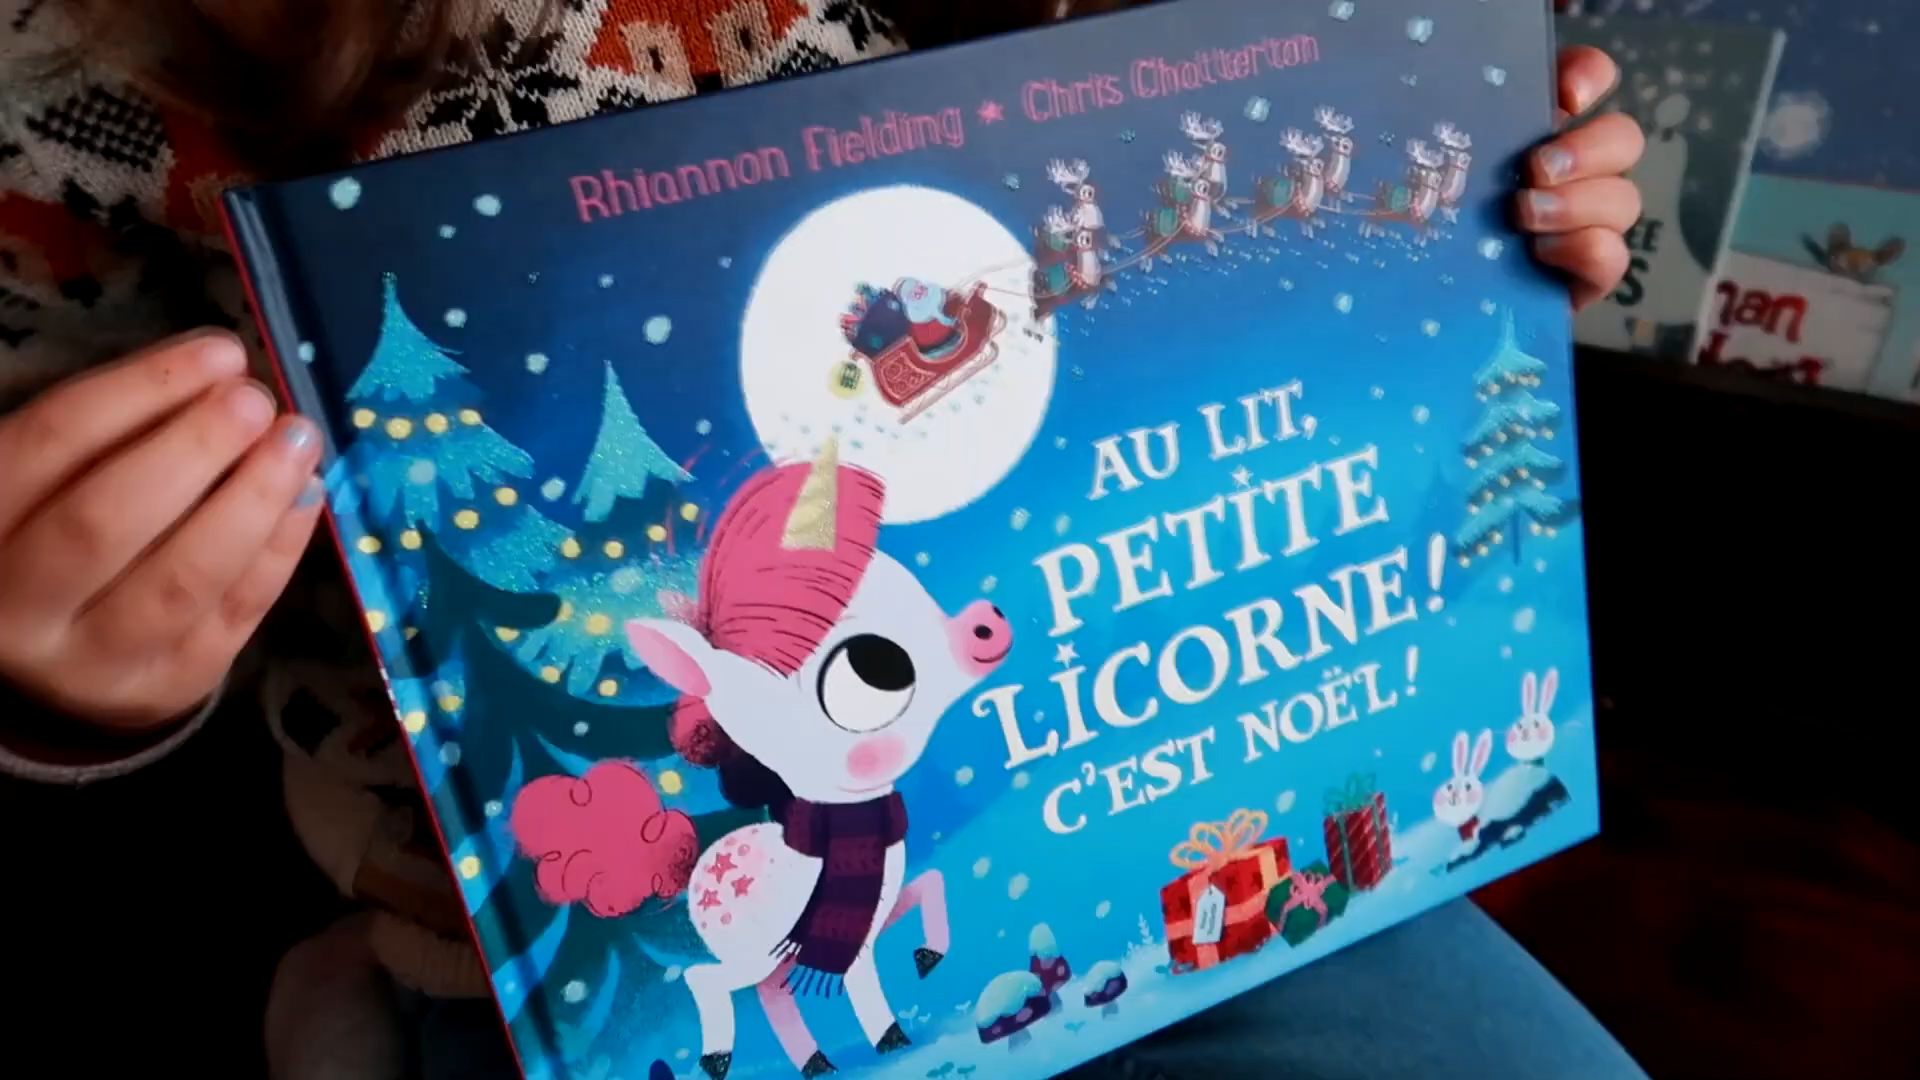 Rhiannon Fielding ★ Chris Chatterton
AU LIT,
PETITE
LICORNE!
C'EST NOËL!